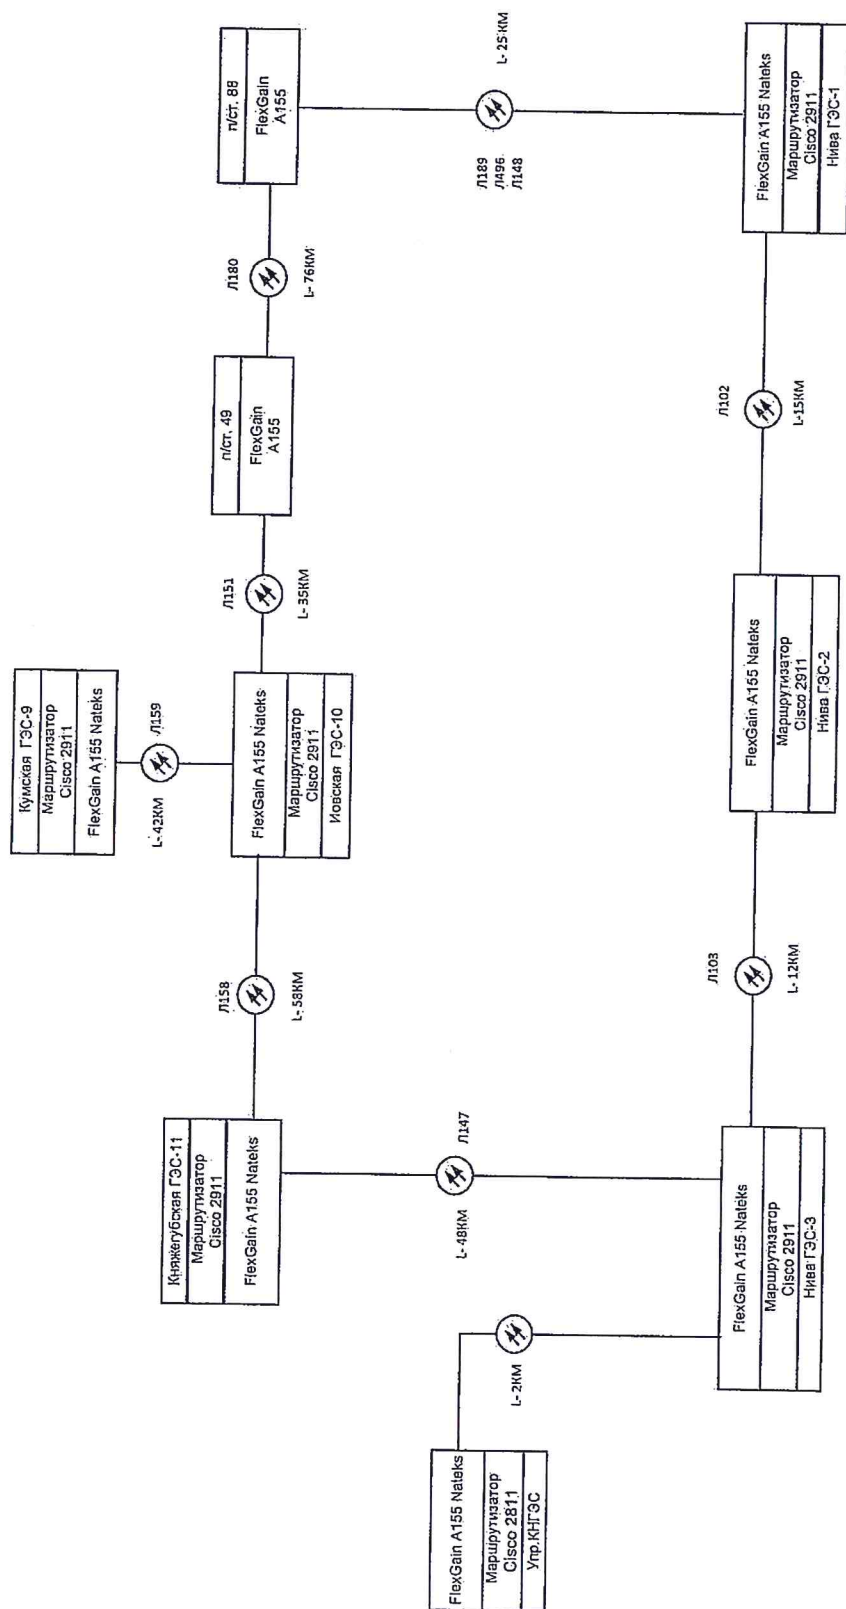 Кумская ГЭС-9
Маршрутизатор
Cisco 2911
FlexGain A155 Nateks
L- 42КМ
Л159
Княжегубская ГЭС-11
Маршрутизатор
Cisco 2911
FlexGain A155 Nateks
Л158
L- 58КМ
FlexGain A155 Nateks
Маршрутизатор
Cisco 2911
Иовская ГЭС-10
Л151
L- 35КМ
п/ст. 49
FlexGain
A155
Л180
L- 76КМ
п/ст. 88
FlexGain
A155
L- 48КМ
Л147
Л189
Л496
Л148
L- 25КМ
FlexGain A155 Nateks
Маршрутизатор
Cisco 2811
Упр.КНГЭС
L- 2КМ
FlexGain A155 Nateks
Маршрутизатор
Cisco 2911
Нива ГЭС-3
Л103
L- 12КМ
FlexGain A155 Nateks
Маршрутизатор
Cisco 2911
Нива ГЭС-2
Л102
L-15КМ
FlexGain A155 Nateks
Маршрутизатор
Cisco 2911
Нива ГЭС-1